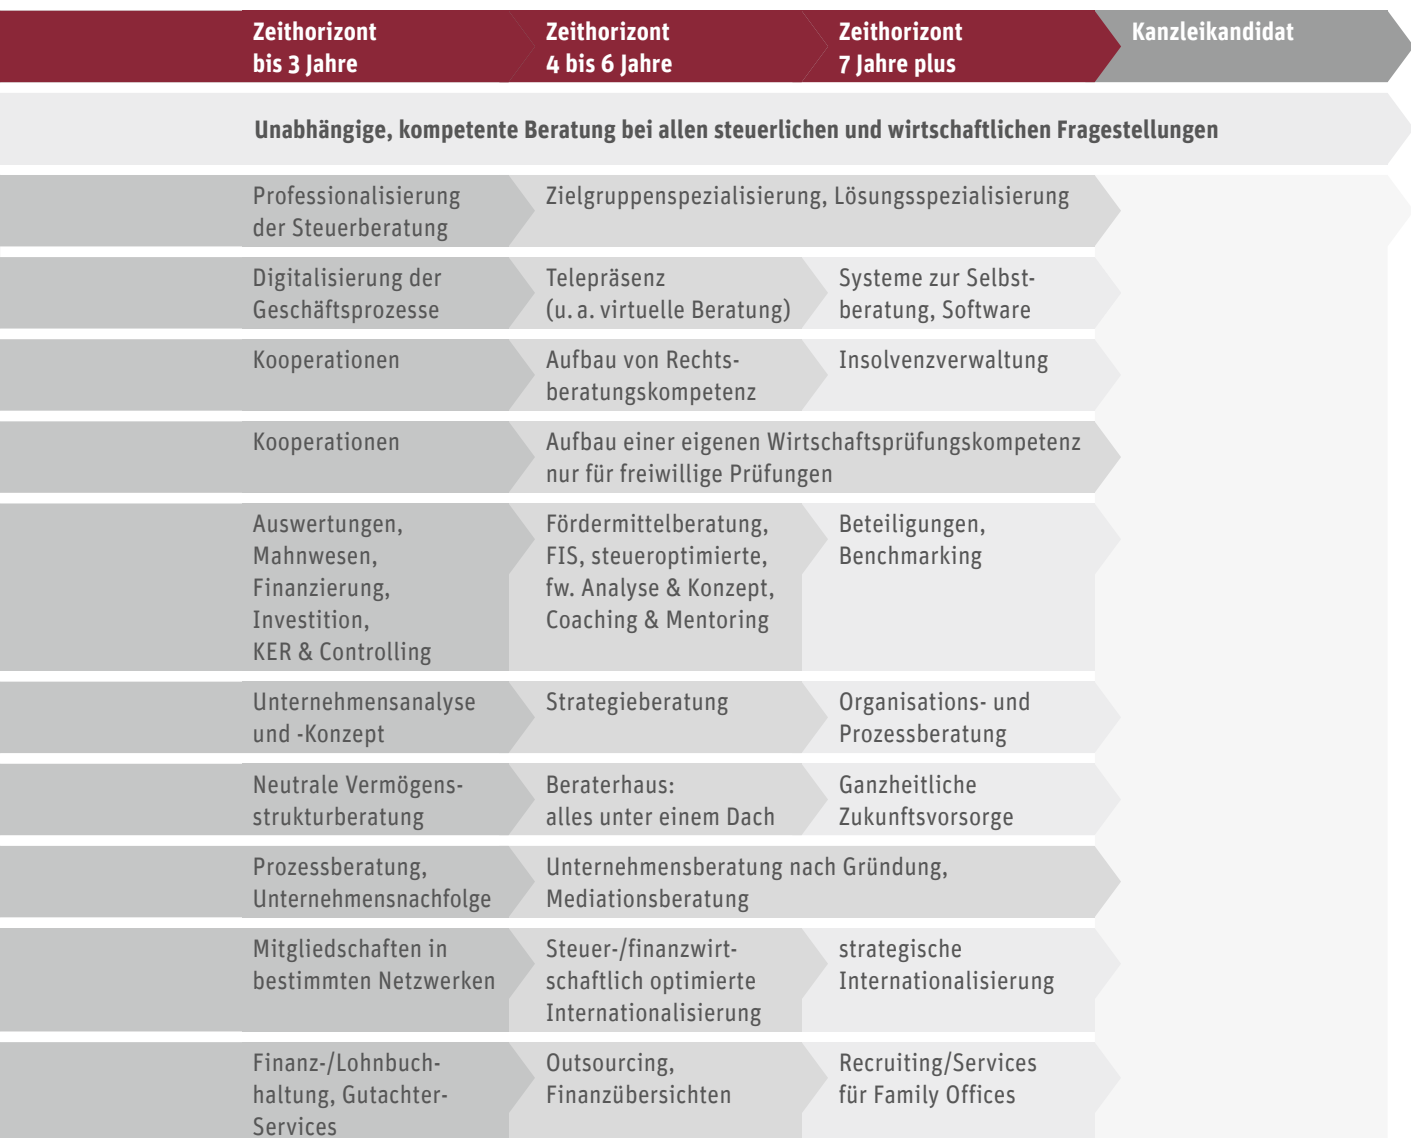 Zeithorizont
bis 3 Jahre
Zeithorizont
4 bis 6 Jahre
Zeithorizont
7 Jahre plus
Kanzleikandidat
Unabhängige, kompetente Beratung bei allen steuerlichen und wirtschaftlichen Fragestellungen
Professionalisierung
der Steuerberatung
Zielgruppenspezialisierung, Lösungsspezialisierung
Digitalisierung der
Geschäftsprozesse
Telepräsenz
(u. a. virtuelle Beratung)
Systeme zur Selbst-
beratung, Software
Kooperationen
Aufbau von Rechts-
beratungskompetenz
Insolvenzverwaltung
Kooperationen
Aufbau einer eigenen Wirtschaftsprüfungskompetenz
nur für freiwillige Prüfungen
Auswertungen,
Mahnwesen,
Finanzierung,
Investition,
KER & Controlling
Fördermittelberatung,
FIS, steueroptimierte,
fw. Analyse & Konzept,
Coaching & Mentoring
Beteiligungen,
Benchmarking
Unternehmensanalyse
und -Konzept
Strategieberatung
Organisations- und
Prozessberatung
Neutrale Vermögens-
strukturberatung
Beraterhaus:
alles unter einem Dach
Ganzheitliche
Zukunftsvorsorge
Prozessberatung,
Unternehmensnachfolge
Unternehmensberatung nach Gründung,
Mediationsberatung
Mitgliedschaften in
bestimmten Netzwerken
Steuer-/finanzwirt-
schaftlich optimierte
Internationalisierung
strategische
Internationalisierung
Finanz-/Lohnbuch-
haltung, Gutachter-
Services
Outsourcing,
Finanzübersichten
Recruiting/Services
für Family Offices